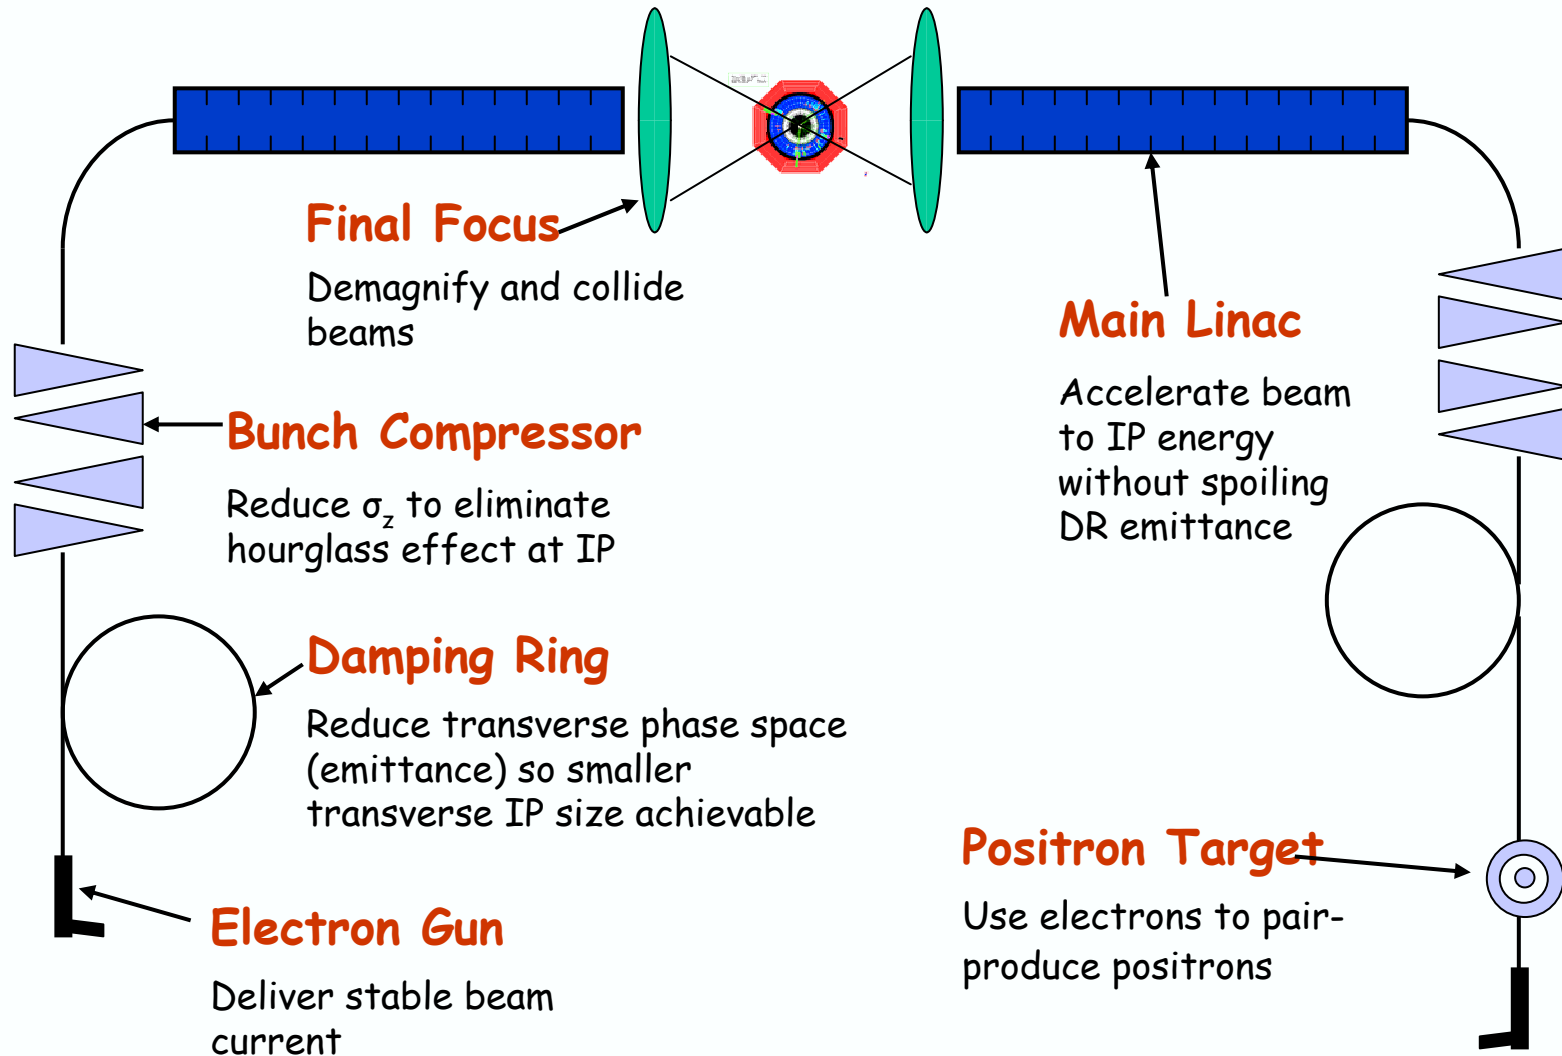 Final Focus
Demagnify and collide
beams
Main Linac
Accelerate beam
to IP energy
without spoiling
DR emittance
Bunch Compressor
Reduce σz to eliminate
hourglass effect at IP
Damping Ring
Reduce transverse phase space
(emittance) so smaller
transverse IP size achievable
Positron Target
Use electrons to pair-
produce positrons
Electron Gun
Deliver stable beam
current